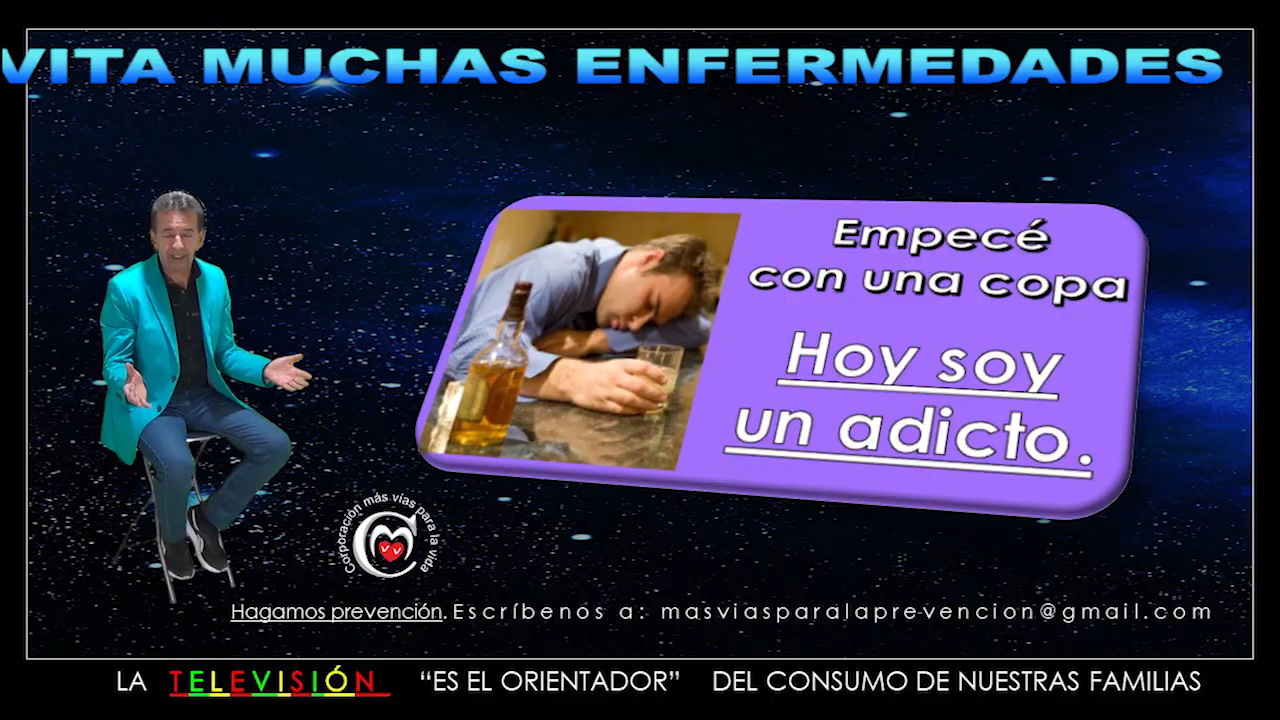 VITA MUCHAS ENFERMEDADES
Empecé
con una copa
Hoy soy
un adicto.
Corporación más vías para la vida
Hagamos prevención. Escríbenos a: masviasparalaprevencion@gmail.com
LA TELEVISIÓN “ES EL ORIENTADOR” DEL CONSUMO DE NUESTRAS FAMILIAS